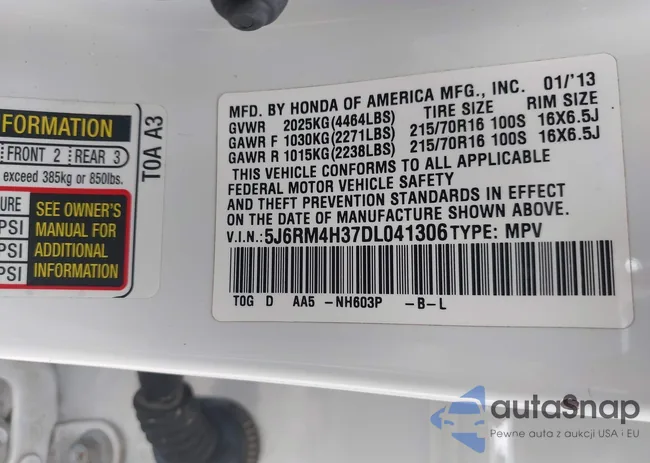 FORMATION
FRONT 2 REAR 3
exceed 385kg or 850lbs.
URE
PSI
PSI
PSI
SEE OWNER'S
MANUAL FOR
ADDITIONAL
INFORMATION
TOA A3
MFD. BY HONDA OF AMERICA MFG., INC. 01/'13
GVWR 2025KG(4464LBS) TIRE SIZE RIM SIZE
GAWR F 1030KG(2271LBS) 215/70R16 100S 16X6.5J
GAWR R 1015KG(2238LBS) 215/70R16 100S 16X6.5J
THIS VEHICLE CONFORMS TO ALL APPLICABLE
FEDERAL MOTOR VEHICLE SAFETY
AND THEFT PREVENTION STANDARDS IN EFFECT
ON THE DATE OF MANUFACTURE SHOWN ABOVE.
V.I.N.: 5J6RM4H37DL041306 TYPE: MPV
TOG D AA5 -NH603P -B-L
autasnap
Pewne auta z aukcji USA i EU